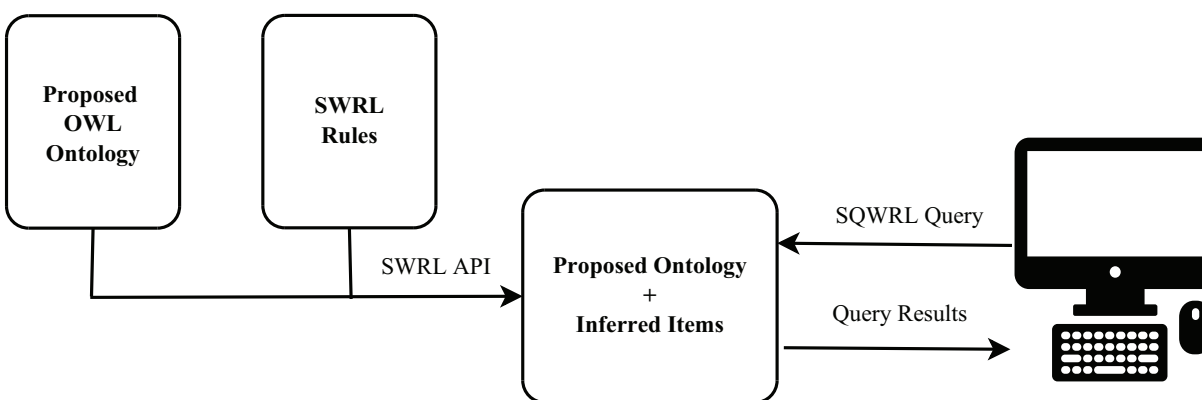 Proposed
OWL
Ontology
SWRL
Rules
SWRL API
Proposed Ontology
+
Inferred Items
SQWRL Query
Query Results